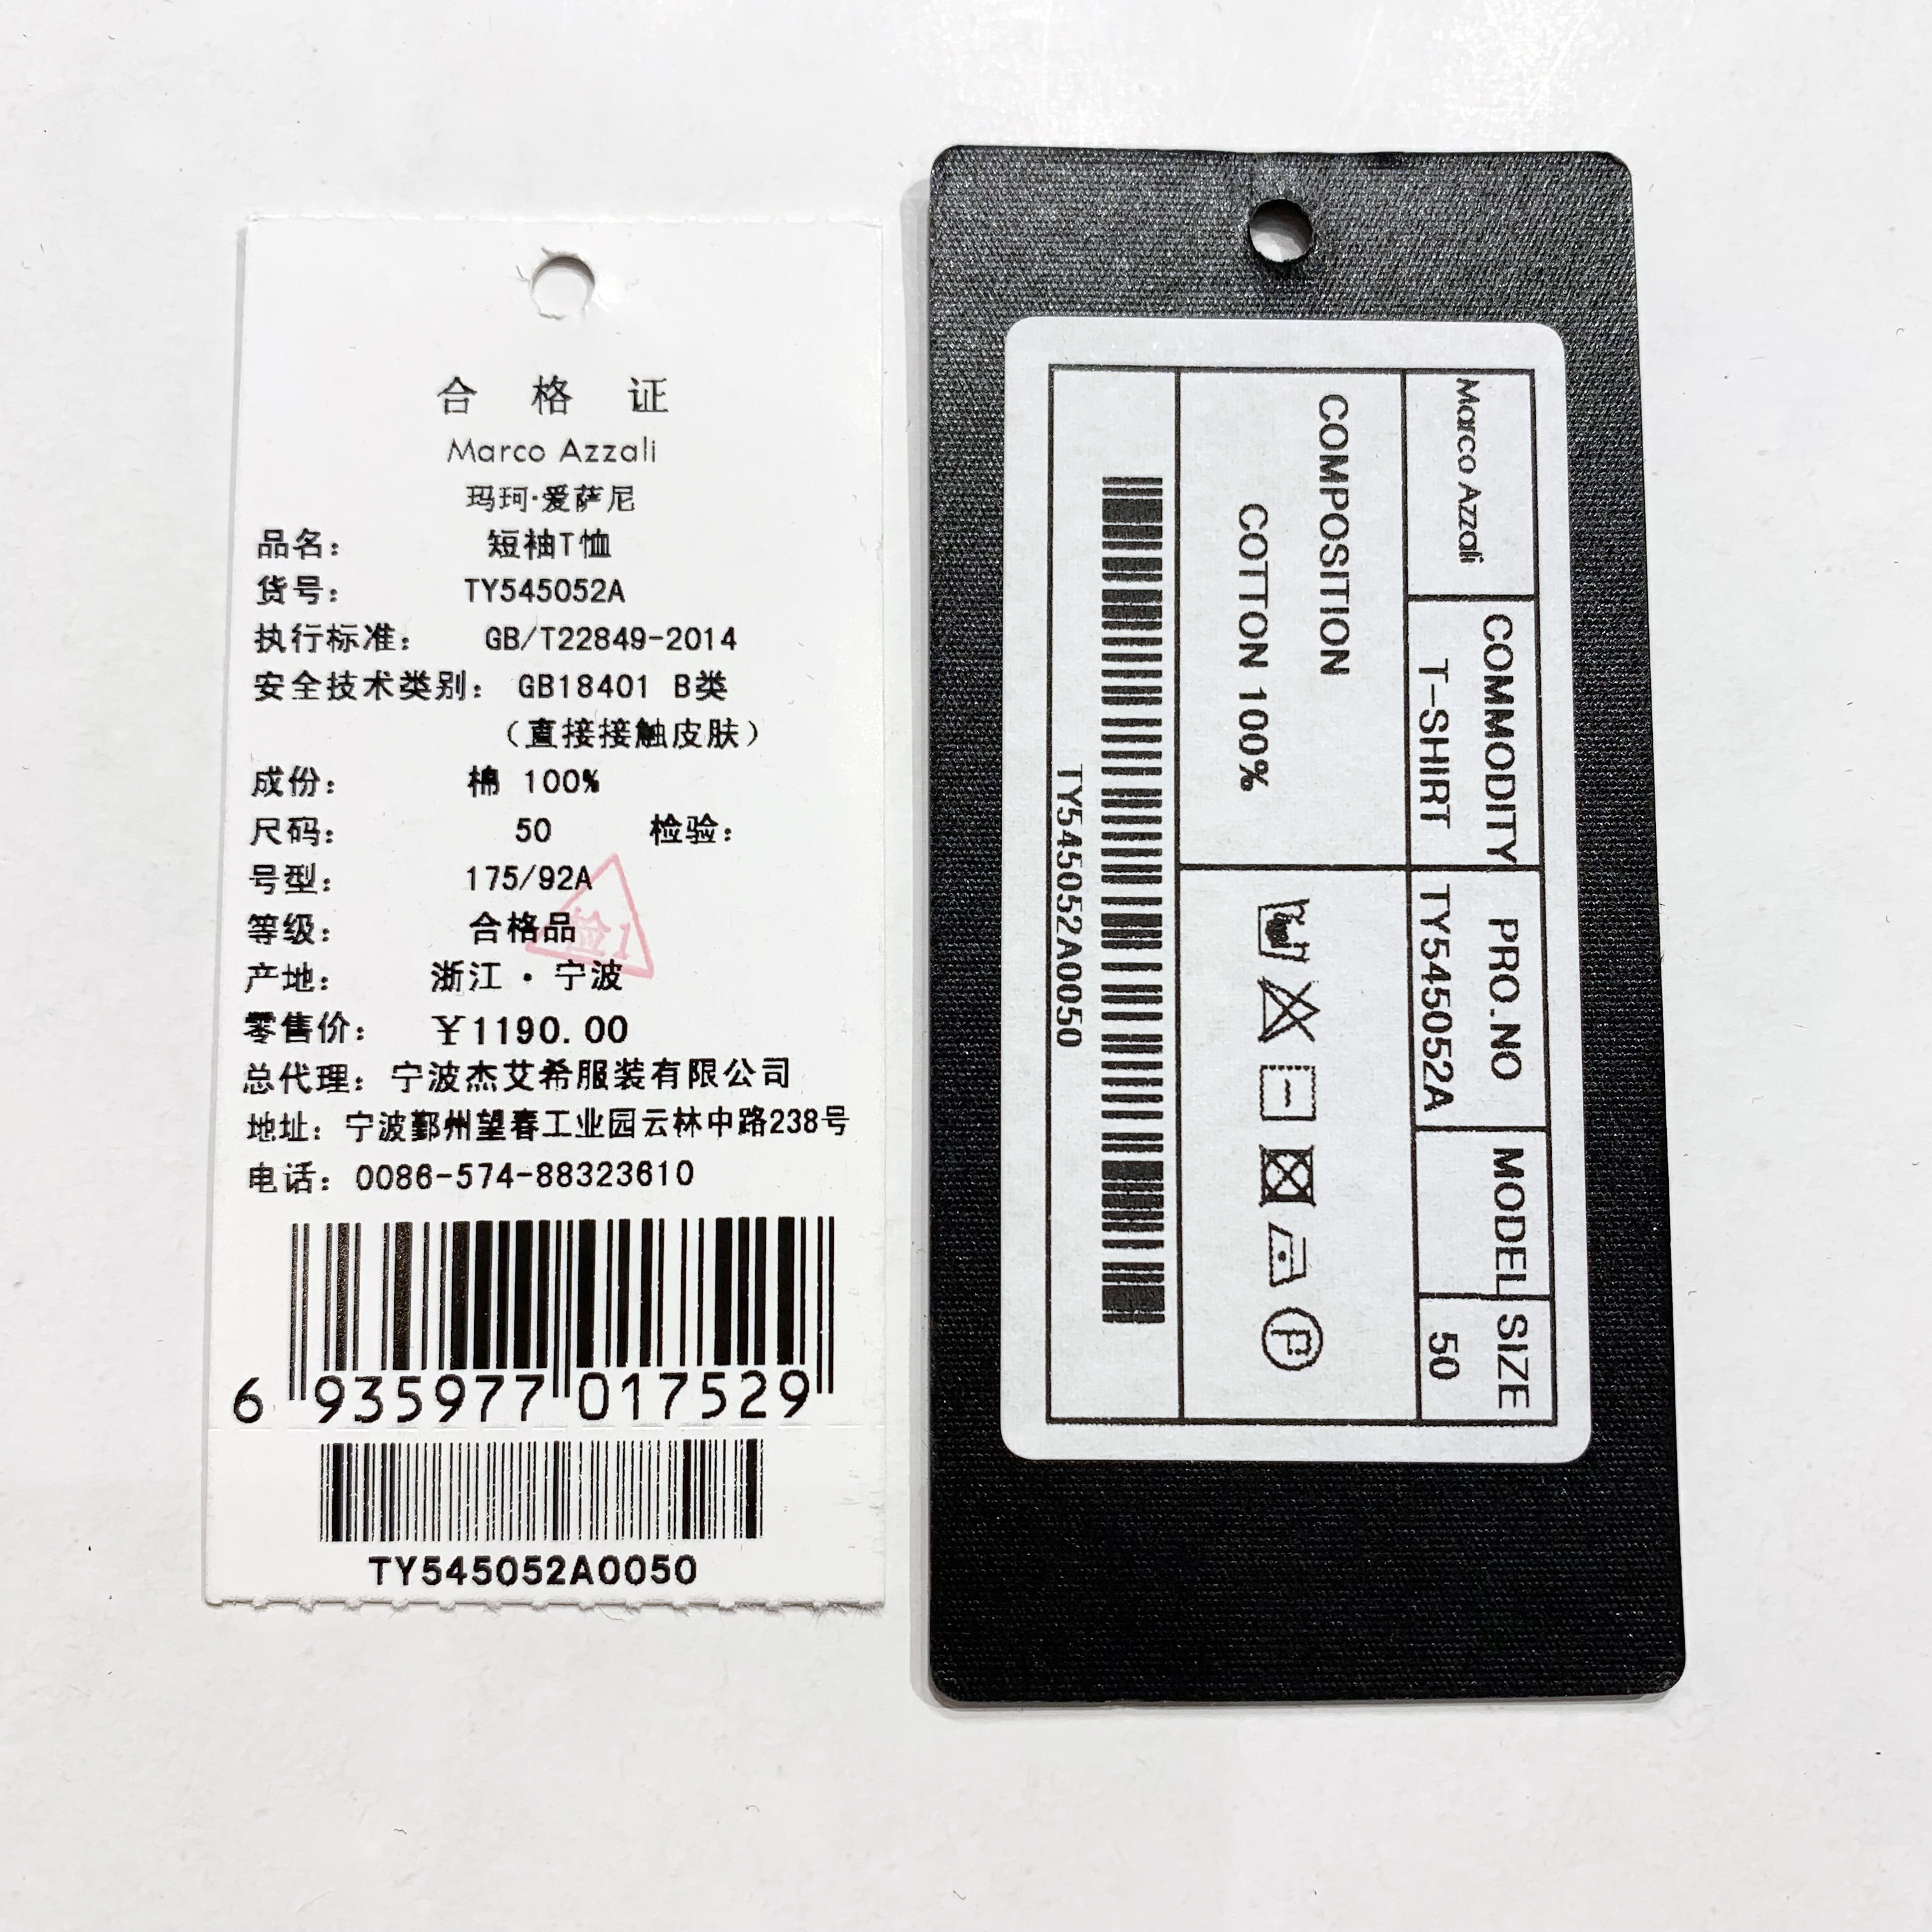 合 格 证
Marco Azzali
玛珂·爱萨尼
品名： 短袖T恤
货号： TY545052A
执行标准： GB/T22849-2014
安全技术类别： GB18401 B类
（直接接触皮肤）
成份： 棉 100%
尺码： 50 检验：
号型： 175/92A
等级： 合格品
检1
产地： 浙江·宁波
零售价： ￥1190.00
总代理：宁波杰艾希服装有限公司
地址：宁波鄞州望春工业园云林中路238号
电话：0086-574-88323610
6 935977 017529
TY545052A0050
Marco Azzali
COMMODITY
T-SHIRT
PRO.NO
TY545052A
MODEL
SIZE
50
COMPOSITION
COTTON 100%
P
TY545052A0050